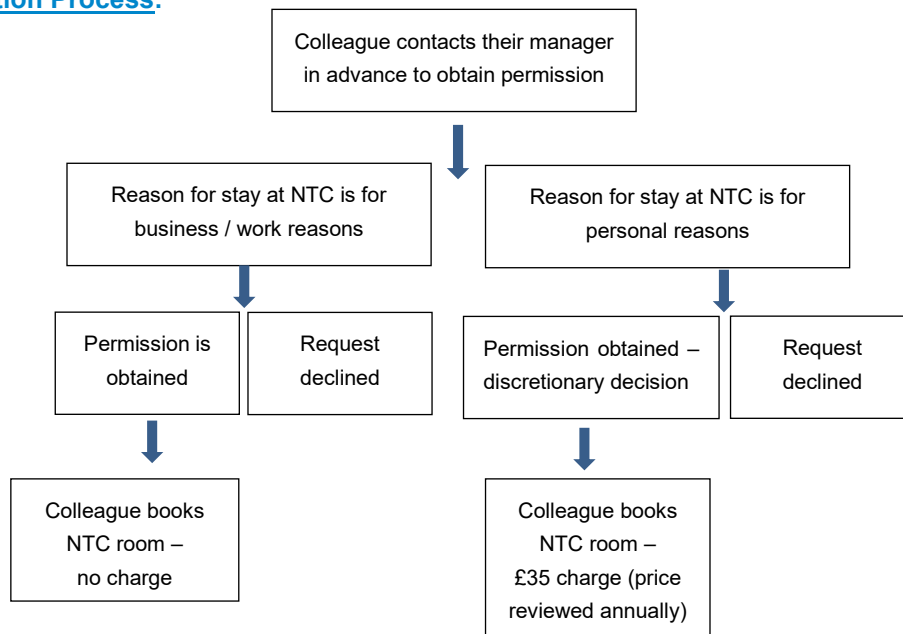 tion Process:
Colleague contacts their manager
in advance to obtain permission
Reason for stay at NTC is for
business / work reasons
Reason for stay at NTC is for
personal reasons
Permission is
obtained
Request
declined
Permission obtained –
discretionary decision
Request
declined
Colleague books
NTC room –
no charge
Colleague books
NTC room –
£35 charge (price
reviewed annually)